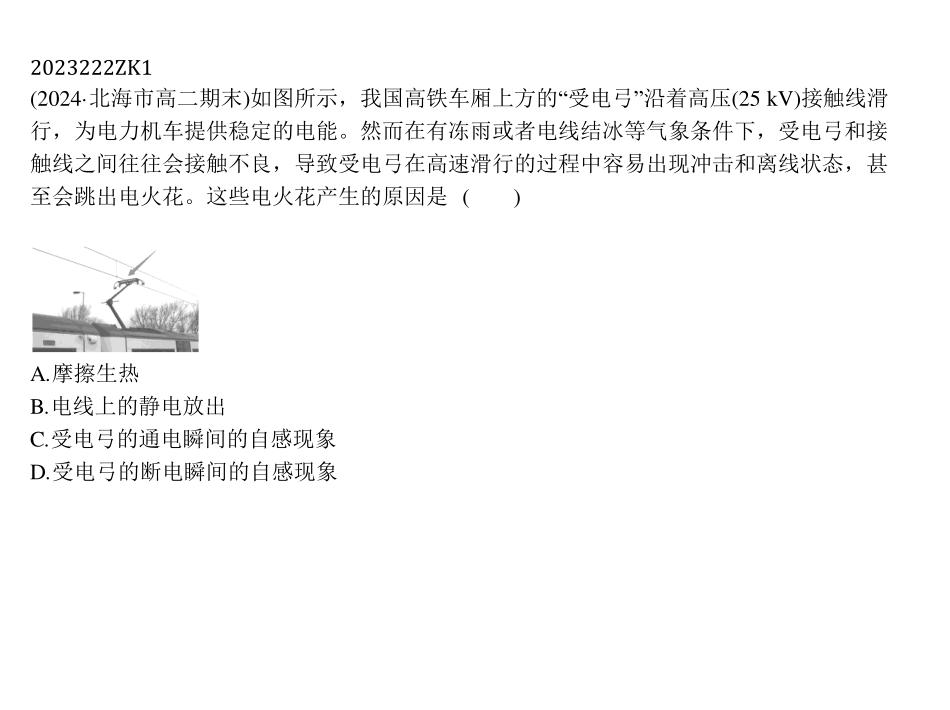 2023222ZK1
(2024·北海市高二期末)如图所示，我国高铁车厢上方的“受电弓”沿着高压(25 kV)接触线滑
行，为电力机车提供稳定的电能。然而在有冻雨或者电线结冰等气象条件下，受电弓和接
触线之间往往会接触不良，导致受电弓在高速滑行的过程中容易出现冲击和离线状态，甚
至会跳出电火花。这些电火花产生的原因是 (　　)
A.摩擦生热
B.电线上的静电放出
C.受电弓的通电瞬间的自感现象
D.受电弓的断电瞬间的自感现象